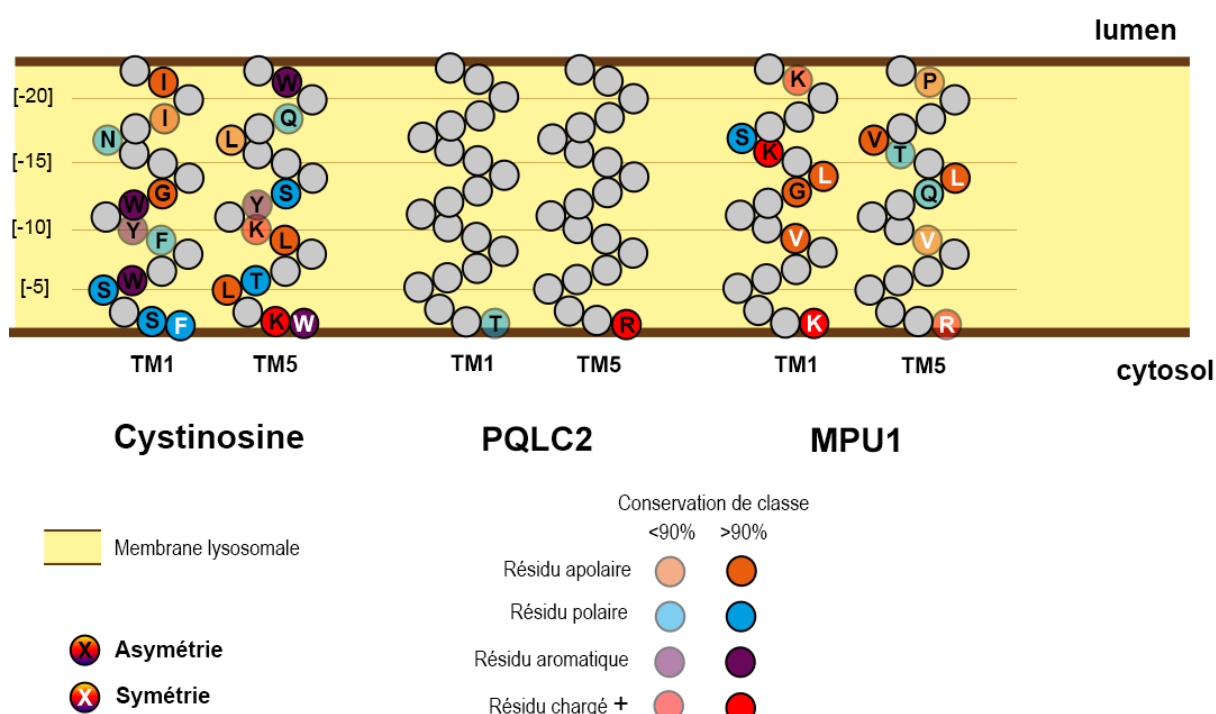 lumen
I W K P
[-20]
I Q
N L S V
K T
[-15]
L L
G S G Q
W Y
[-10] Y K
F L V V
W T
[-5] S L
S F K W T R K R
TM1 TM5 TM1 TM5 TM1 TM5
cytosol
Cystinosine PQLC2 MPU1
Conservation de classe
<90% >90%
Membrane lysosomale
Résidu apolaire
Résidu polaire
X Asymétrie
Résidu aromatique
X Symétrie
Résidu chargé +